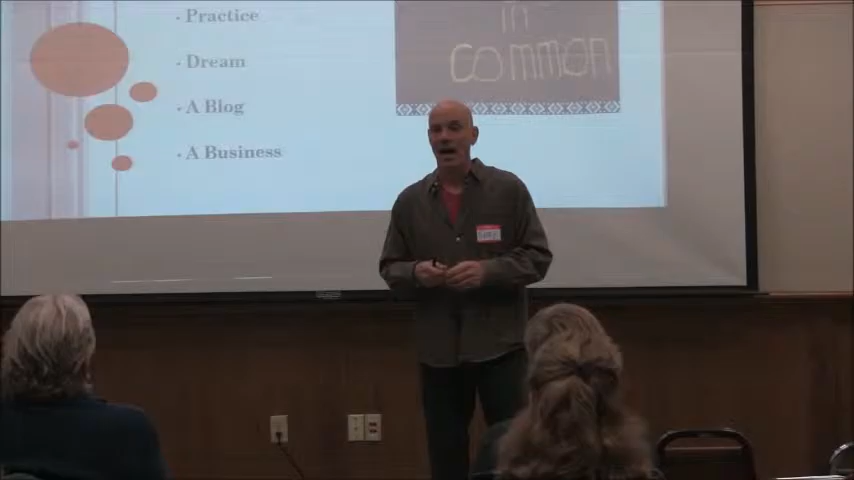 • Practice
• Dream
• A Blog
• A Business
in
common